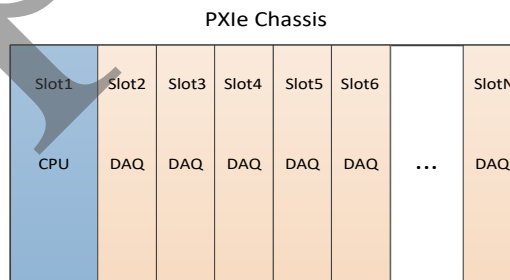 PXIe Chassis
Slot1 Slot2 Slot3 Slot4 Slot5 Slot6 SlotN
CPU DAQ DAQ DAQ DAQ DAQ ... DAQ